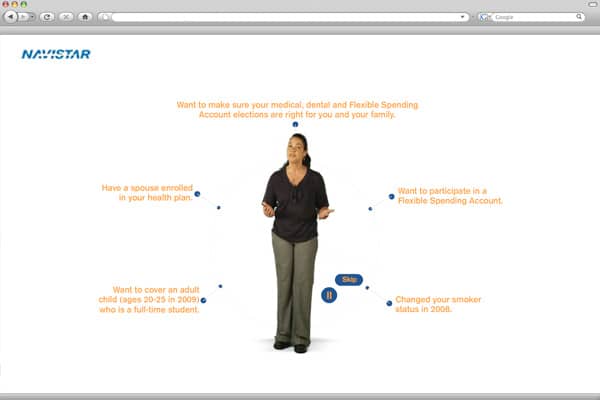 Google
NAVISTAR
Want to make sure your medical, dental and Flexible Spending
Account elections are right for you and your family.
Have a spouse enrolled
in your health plan.
Want to participate in a
Flexible Spending Account.
Want to cover an adult
child (ages 20-25 in 2009)
who is a full-time student.
Skip
Changed your smoker
status in 2008.